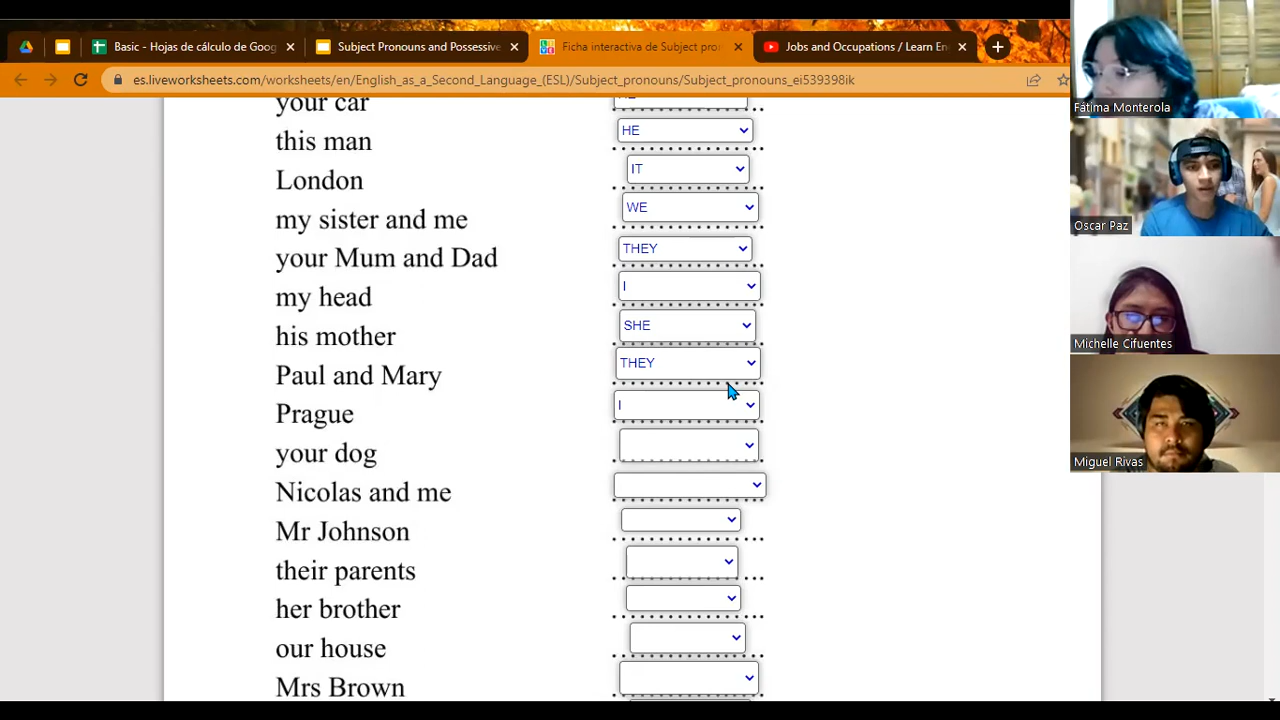 Basic - Hojas de cálculo de Goog
Subject Pronouns and Possessive
Ficha interactiva de Subject pron
Jobs and Occupations / Learn En
es.liveworksheets.com/worksheets/en/English_as_a_Second_Language_(ESL)/Subject_pronouns/Subject_pronouns_ei539398ik
your car
this man HE
London IT
my sister and me WE
your Mum and Dad THEY
my head I
his mother SHE
Paul and Mary THEY
Prague I
your dog
Nicolas and me
Mr Johnson
their parents
her brother
our house
Mrs Brown
Fátima Monterola
Oscar Paz
Michelle Cifuentes
Miguel Rivas